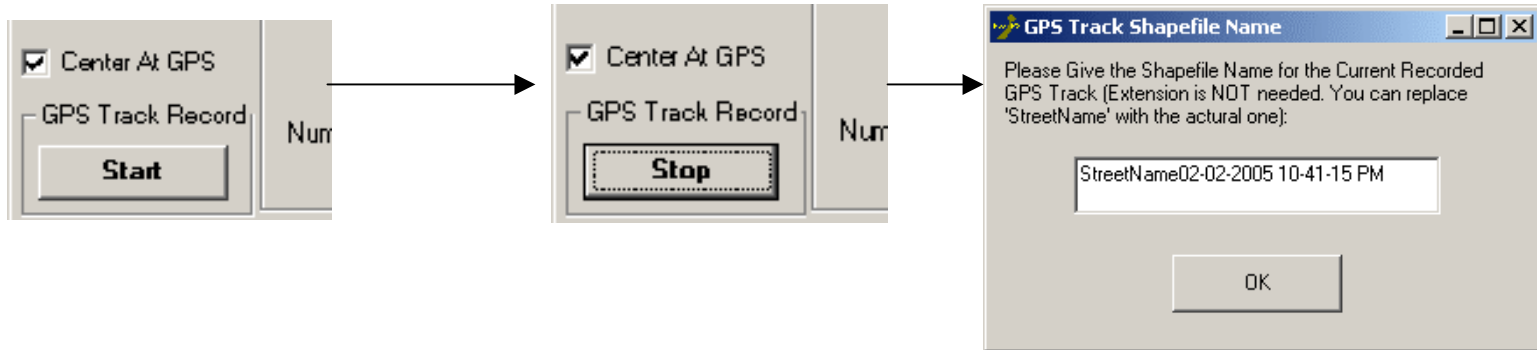 Center At GPS
GPS Track Record
Start
Num
Center At GPS
GPS Track Record
Stop
Num
GPS Track Shapefile Name
Please Give the Shapefile Name for the Current Recorded
GPS Track (Extension is NOT needed. You can replace
'StreetName' with the actural one):
StreetName02-02-2005 10-41-15 PM
OK